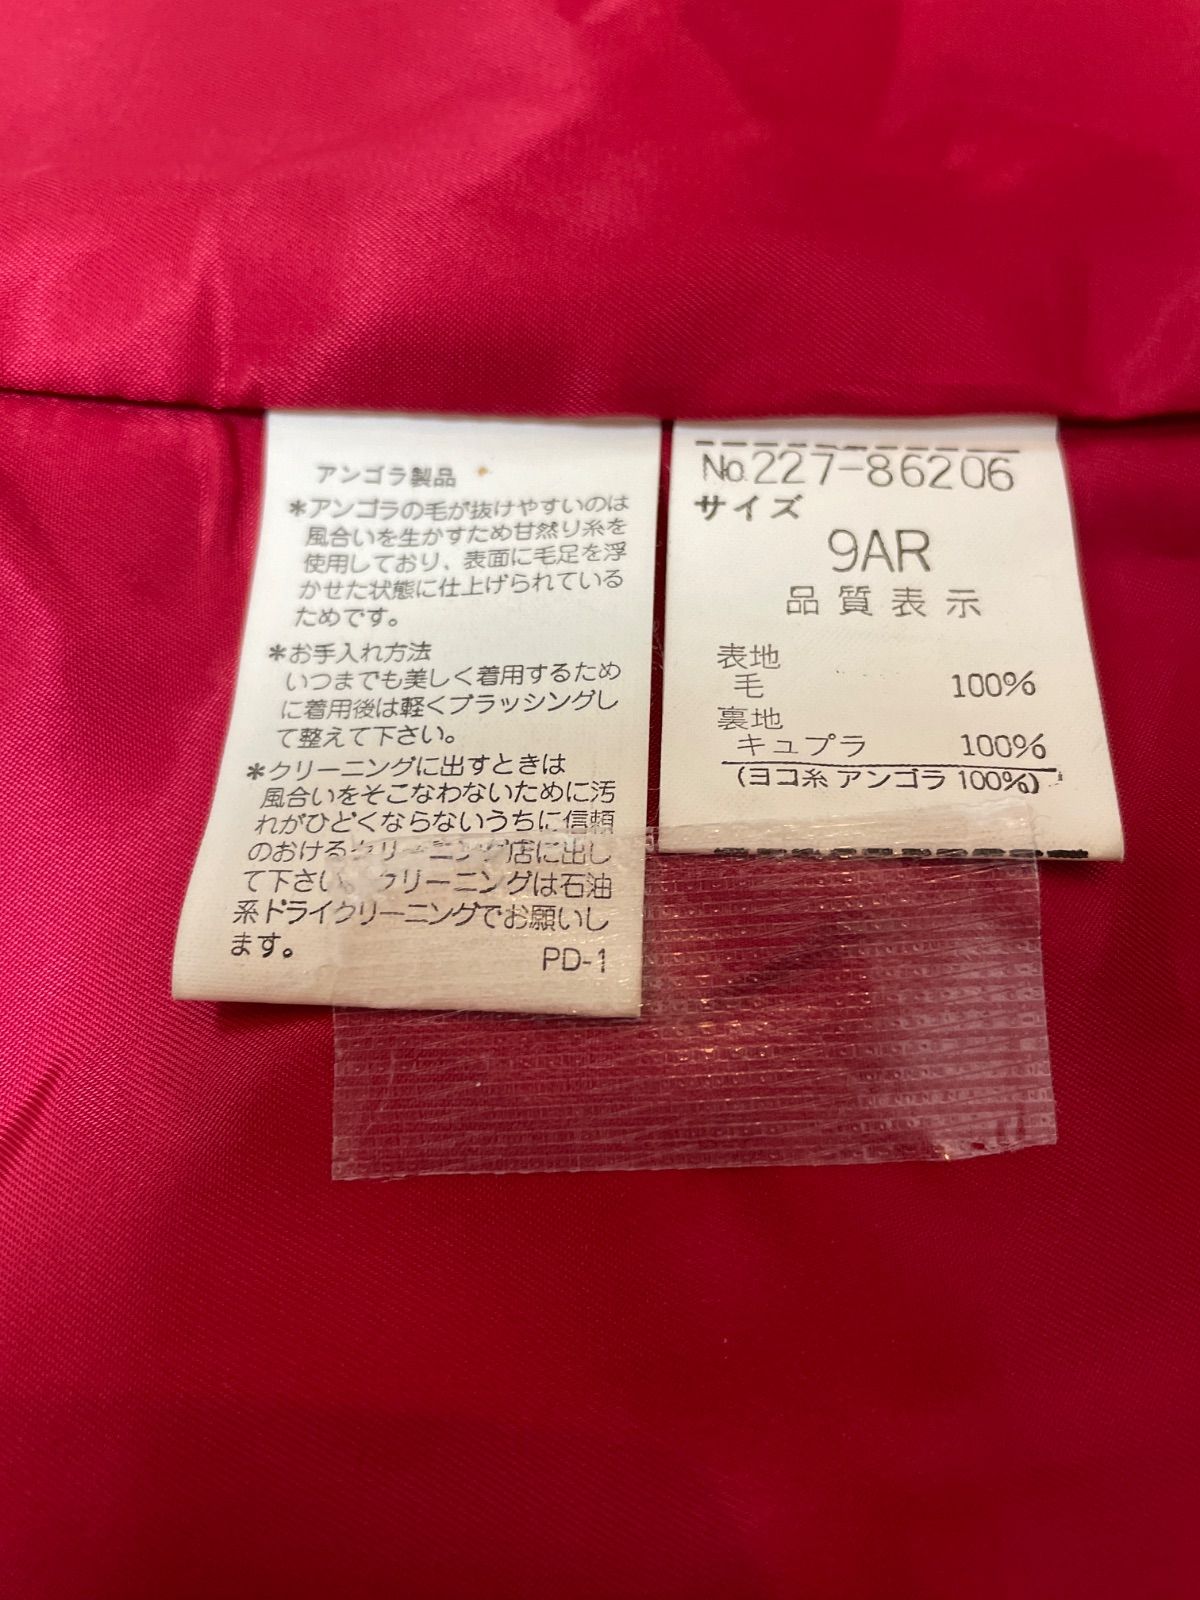 アンゴラ製品
*アンゴラの毛が抜けやすいのは
風合いを生かすため甘然り糸を
使用しており、表面に毛足を浮
かせた状態に仕上げられている
ためです。
*お手入れ方法
いつまでも美しく着用するため
に着用後は軽くブラッシングし
て整えて下さい。
*クリーニングに出すときは
風合いをそこなわないために汚
れがひどくならないうちに信頼
のおけるクリーニング店に出し
て下さい。クリーニングは石油
系ドライクリーニングでお願いし
ます。
PD-1
No.227-86206
サイズ
9AR
品質表示
表地
毛 100%
裏地
キュプラ 100%
(ヨコ糸 アンゴラ 100%)